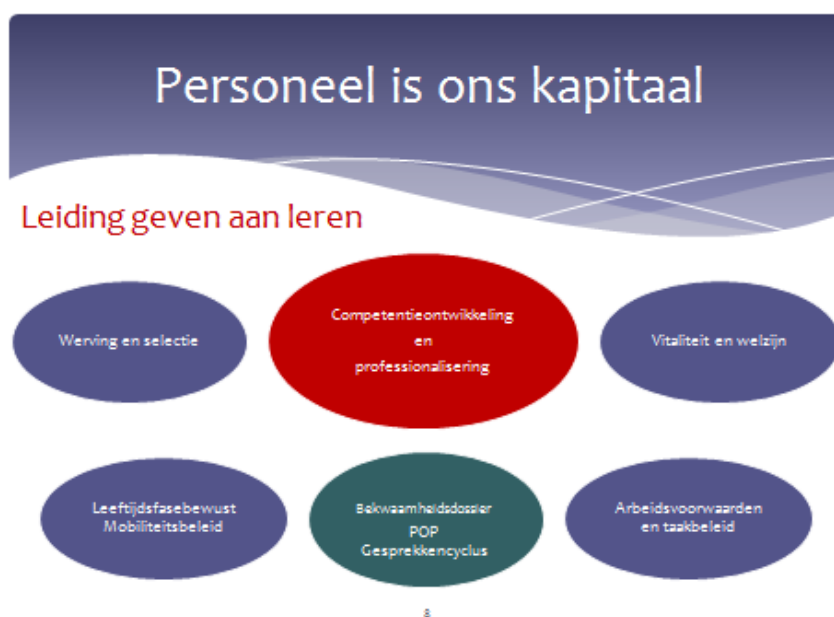 Personeel is ons kapitaal
Leiding geven aan leren
Werving en selectie
Competentieontwikkeling
en
professionalisering
Vitaliteit en welzijn
Leeftijdsfasebewust
Mobiliteitsbeleid
Bekwaamheidsdossier
POP
Gesprekkencyclus
Arbeidsvoorwaarden
en taakbeleid
8